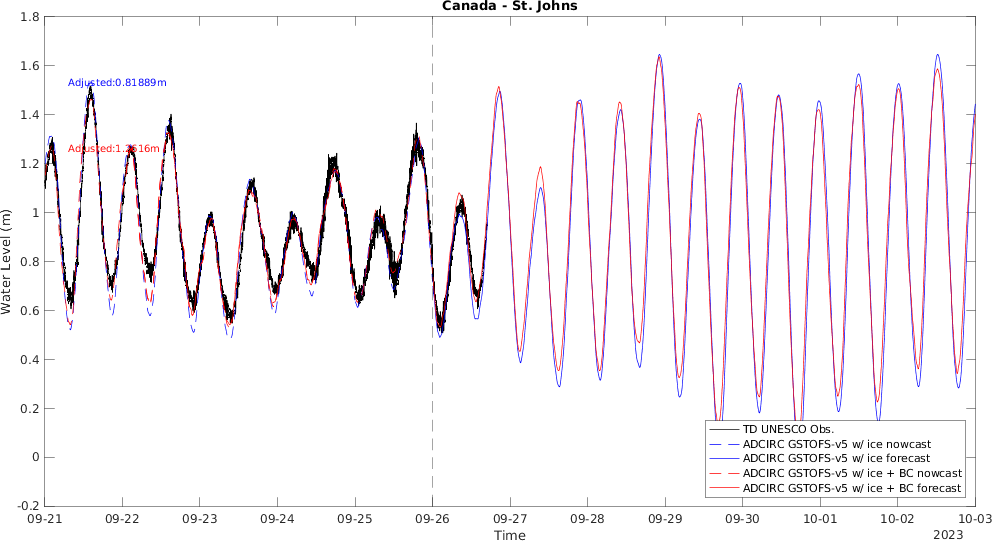 Canada - St. Johns
1.8
1.6
1.4
1.2
1
0.8
0.6
0.4
0.2
0
-0.2
Water Level (m)
Adjusted:0.81889m
TD UNESCO Obs.
ADCIRC GSTOFS-v5 w/ ice nowcast
ADCIRC GSTOFS-v5 w/ ice forecast
ADCIRC GSTOFS-v5 w/ ice + BC nowcast
ADCIRC GSTOFS-v5 w/ ice + BC forecast
09-21 09-22 09-23 09-24 09-25 09-26 09-27 09-28 09-29 09-30 10-01 10-02 10-03
Time
2023